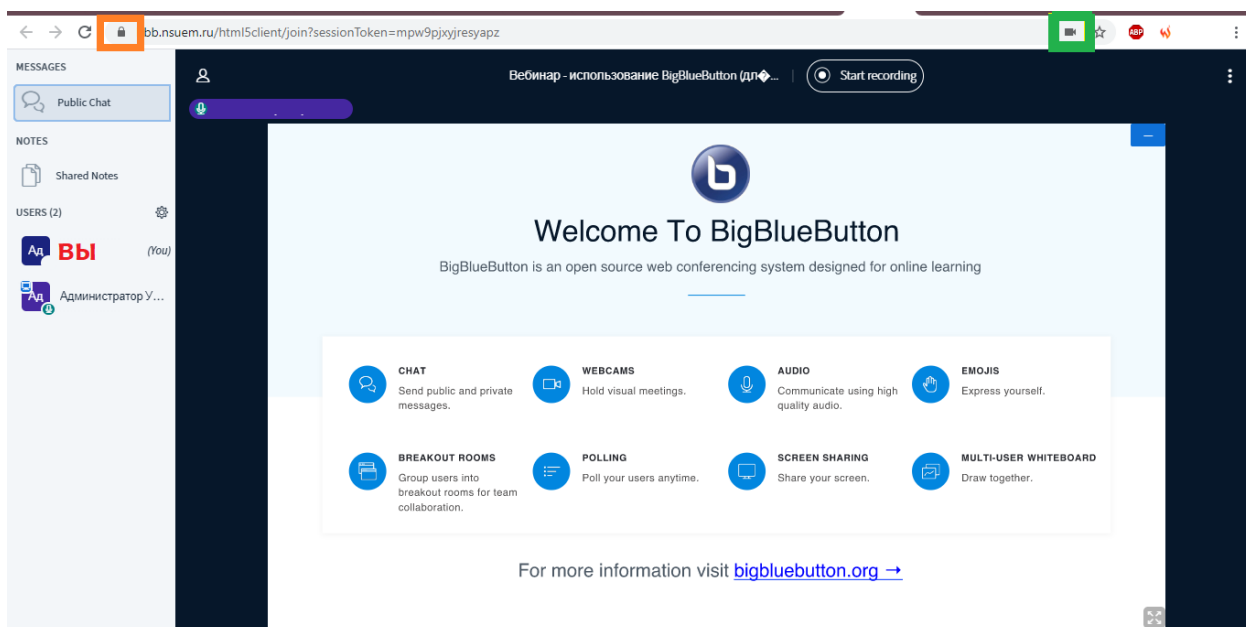 bb.nsuem.ru/html5client/join?sessionToken=mpw9pjxyjresyapz
ABP
MESSAGES
Public Chat
NOTES
Shared Notes
USERS (2)
Ад ВЫ (You)
Ад Администратор У...
Вебинар - использование BigBlueButton (дл�... | Start recording
b
Welcome To BigBlueButton
BigBlueButton is an open source web conferencing system designed for online learning
CHAT
Send public and private
messages.
WEBCAMS
Hold visual meetings.
AUDIO
Communicate using high
quality audio.
EMOJIS
Express yourself.
BREAKOUT ROOMS
Group users into
breakout rooms for team
collaboration.
POLLING
Poll your users anytime.
SCREEN SHARING
Share your screen.
MULTI-USER WHITEBOARD
Draw together.
For more information visit bigbluebutton.org →